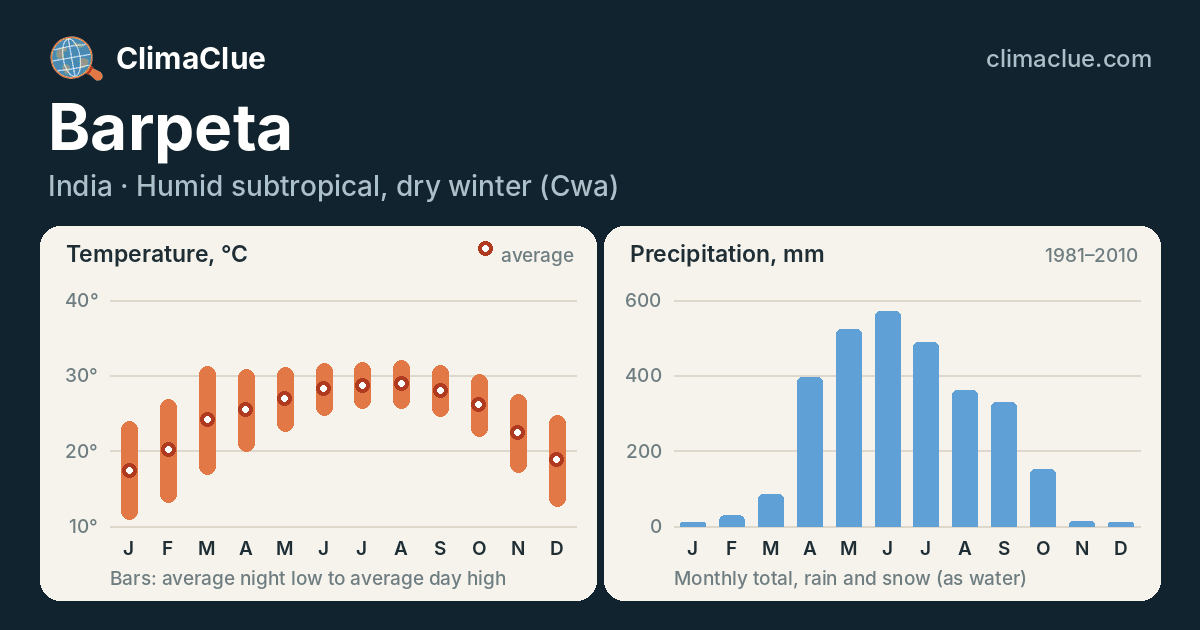 ClimaClue
climaclue.com
Barpeta
India · Humid subtropical, dry winter (Cwa)
Temperature, °C
average
40°
30°
20°
10°
J F M A M J J A S O N D
Bars: average night low to average day high
Precipitation, mm
1981–2010
600
400
200
0
J F M A M J J A S O N D
Monthly total, rain and snow (as water)